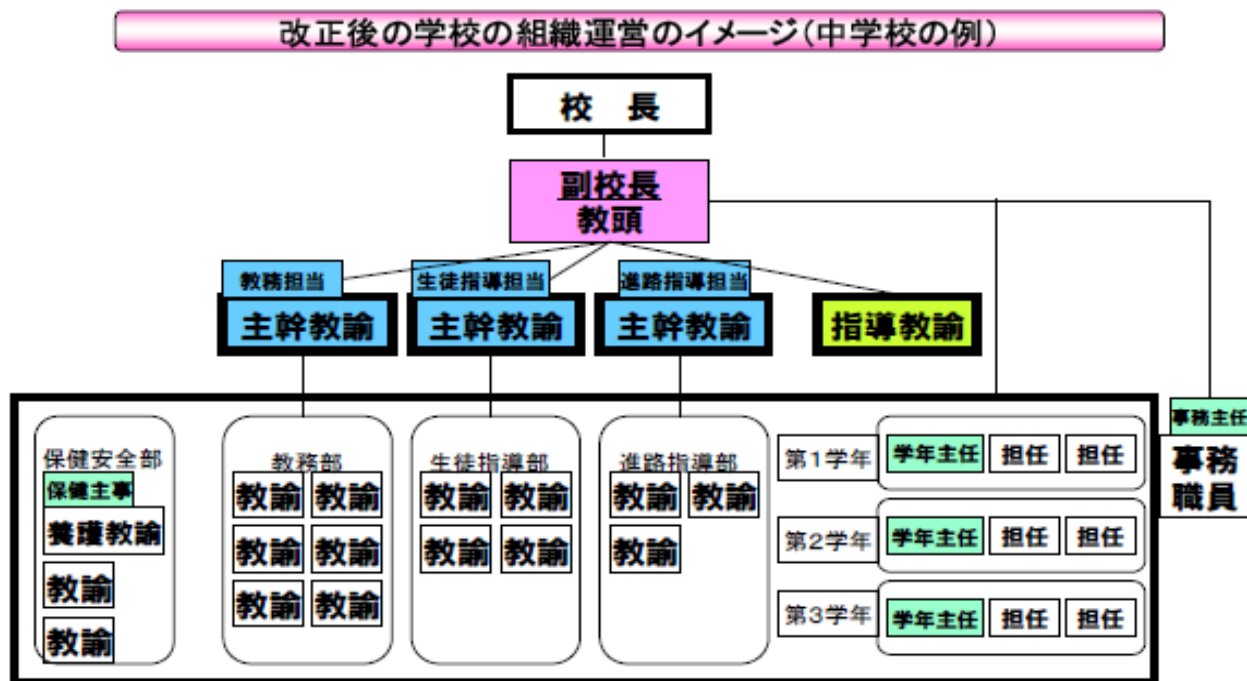 改正後の学校の組織運営のイメージ(中学校の例)
校　長
副校長
教頭
教務担当
主幹教諭
生徒指導担当
主幹教諭
進路指導担当
主幹教諭
指導教諭
保健安全部
保健主事
養護教諭
教諭
教諭
教務部
教諭 教諭
教諭 教諭
教諭 教諭
生徒指導部
教諭 教諭
教諭 教諭
進路指導部
教諭 教諭
教諭
第1学年 学年主任 担任 担任
第2学年 学年主任 担任 担任
第3学年 学年主任 担任 担任
事務主任
事務
職員